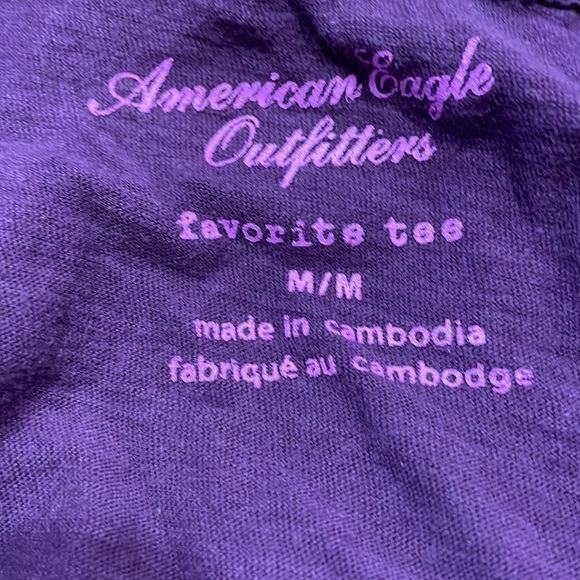 American Eagle
Outfitters
favorite tee
M/M
made in cambodia
fabriqué au cambodge